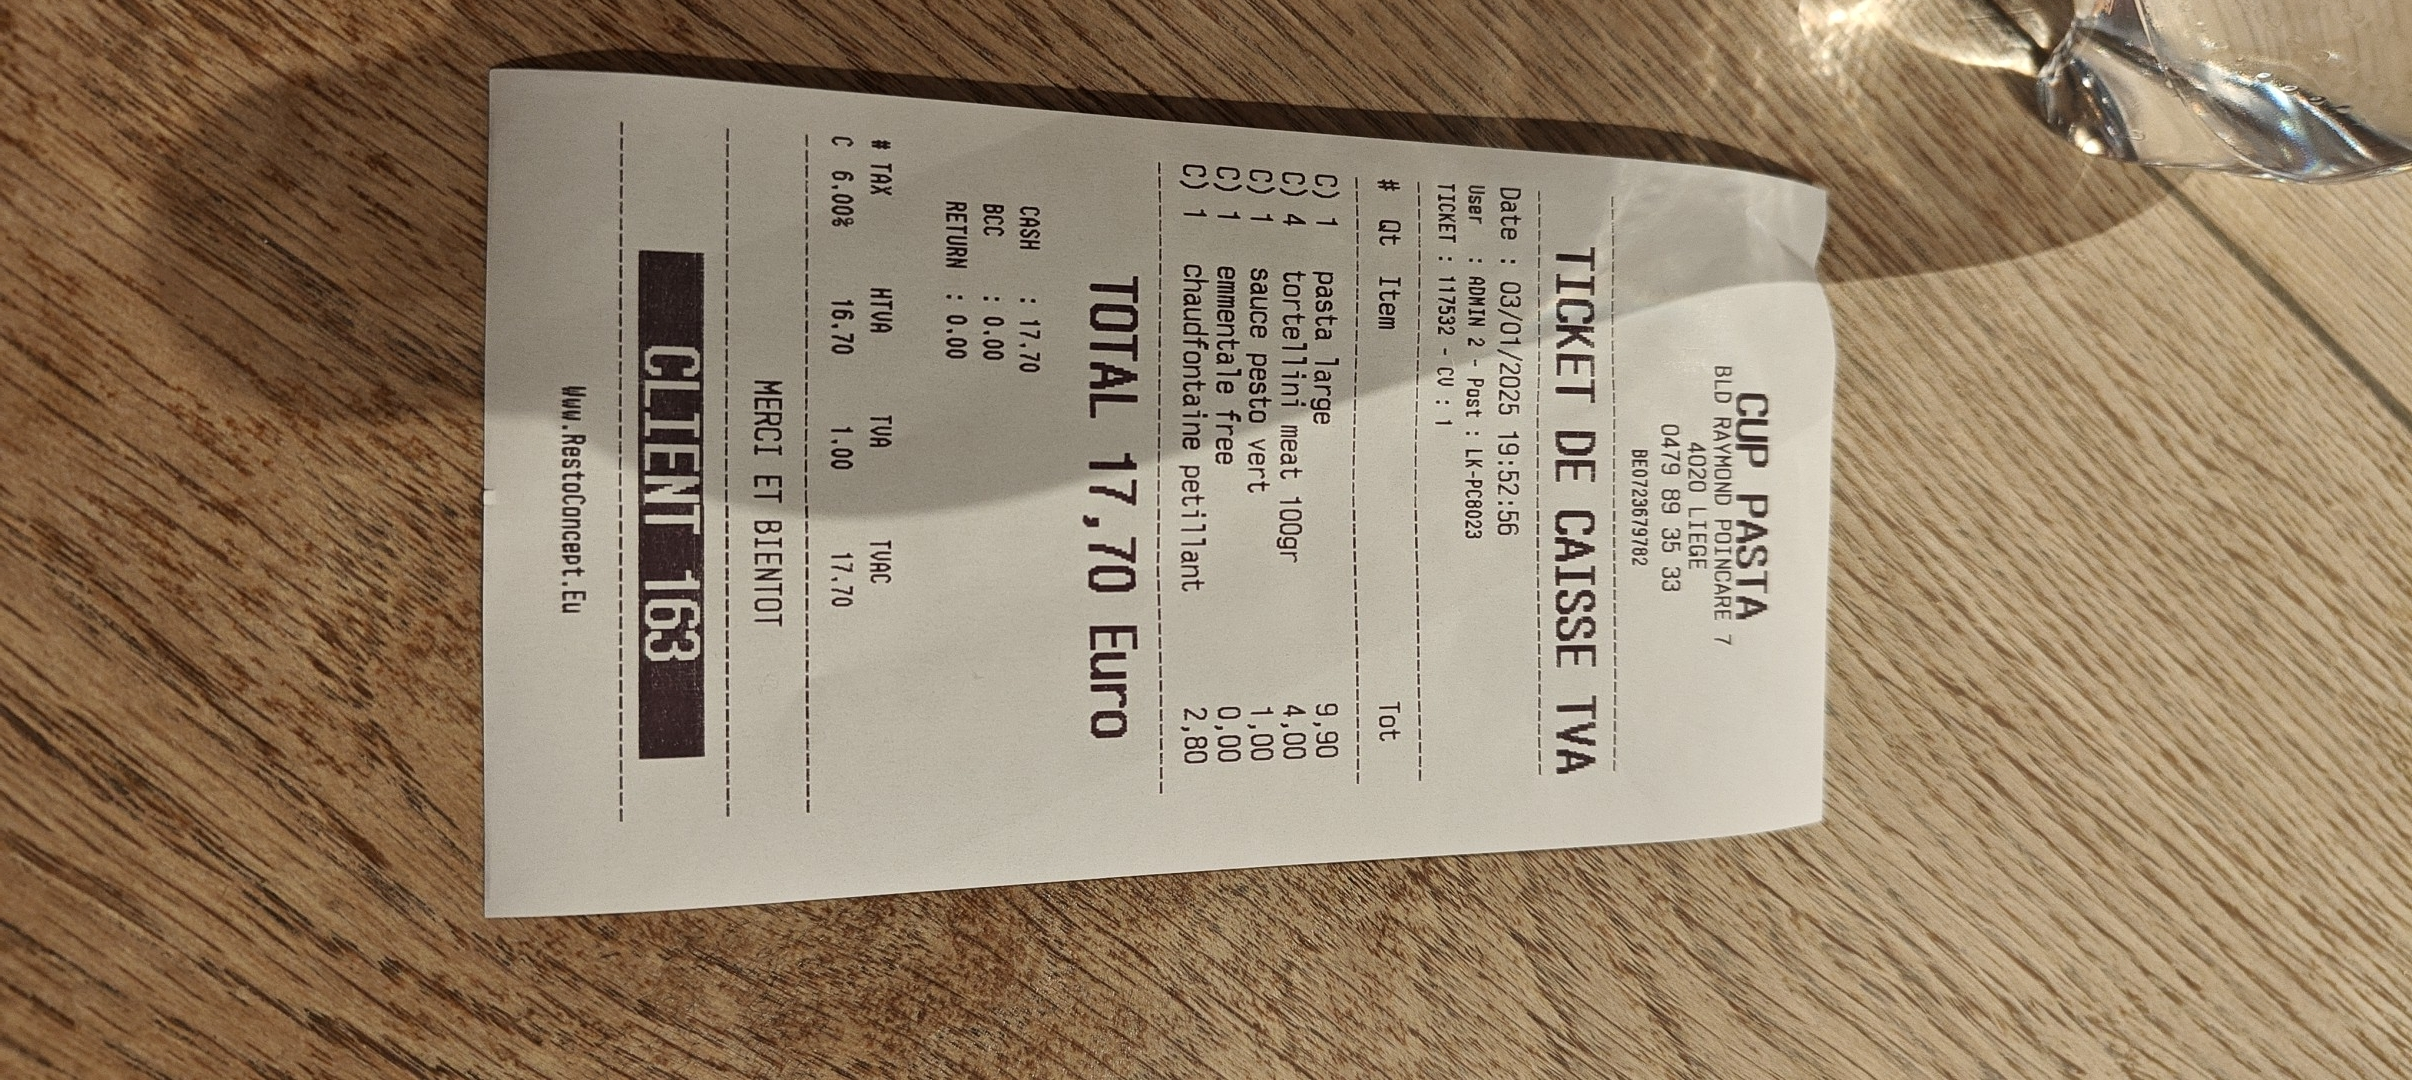 CUP PASTA
BLD RAYMOND POINCARE 7
4020 LIEGE
0479 89 35 33
BE0723679782
TICKET DE CAISSE TVA
Date : 03/01/2025 19:52:56
User : ADMIN 2 - Post : LK-PC8023
TICKET : 117532 - CV : 1
# Qt Item Tot
C) 1 pasta large 9,90
C) 4 tortellini meat 100gr 4,00
C) 1 sauce pesto vert 1,00
C) 1 emmentale free 0,00
C) 1 chaudfontaine petillant 2,80
TOTAL 17,70 Euro
CASH : 17.70
BCC : 0.00
RETURN : 0.00
# TAX HTVA TVA TVAC
C 6.00% 16.70 1.00 17.70
MERCI ET BIENTOT
CLIENT 163
Www.RestoConcept.Eu